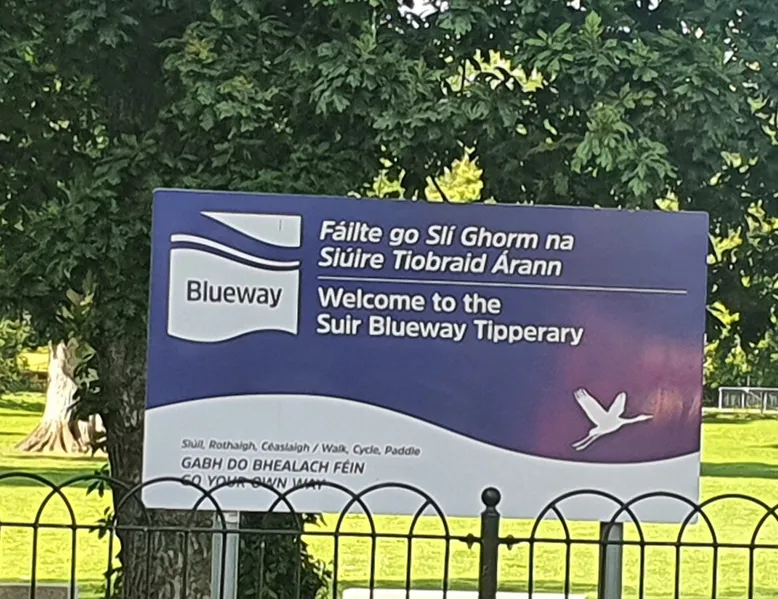 Blueway
Fáilte go Slí Ghorm na
Siúire Tiobraid Árann
Welcome to the
Suir Blueway Tipperary
Siúil, Rothaigh, Céaslaigh / Walk, Cycle, Paddle
GABH DO BHEALACH FÉIN
GO YOUR OWN WAY